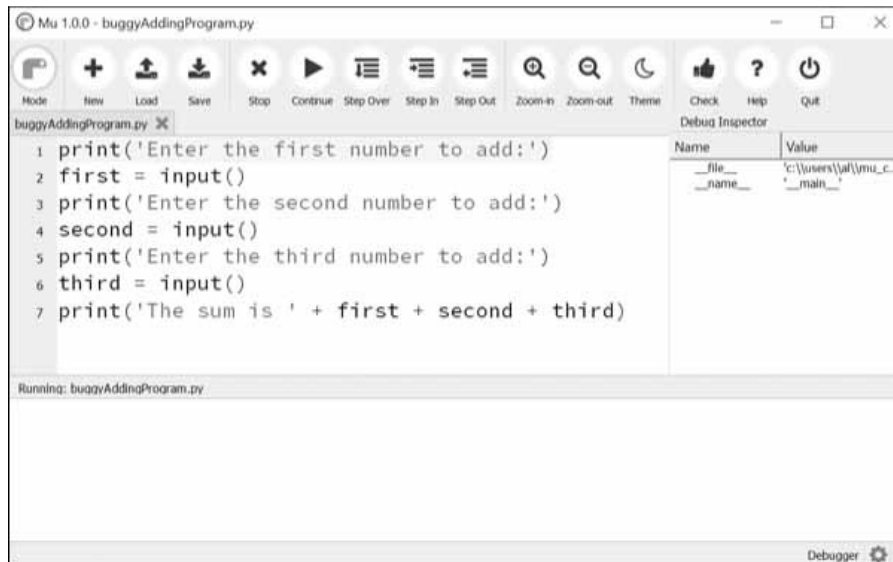 Mu 1.0.0 - buggyAddingProgram.py
Mode New Load Save Stop Continue Step Over Step In Step Out Zoom-in Zoom-out Theme Check Help Quit
buggyAddingProgram.py
Debug Inspector
Name Value
__file__ 'c:\\users\\al\\mu_c...
__name__ '__main__'
1 print('Enter the first number to add:')
2 first = input()
3 print('Enter the second number to add:')
4 second = input()
5 print('Enter the third number to add:')
6 third = input()
7 print('The sum is ' + first + second + third)
Running: buggyAddingProgram.py
Debugger